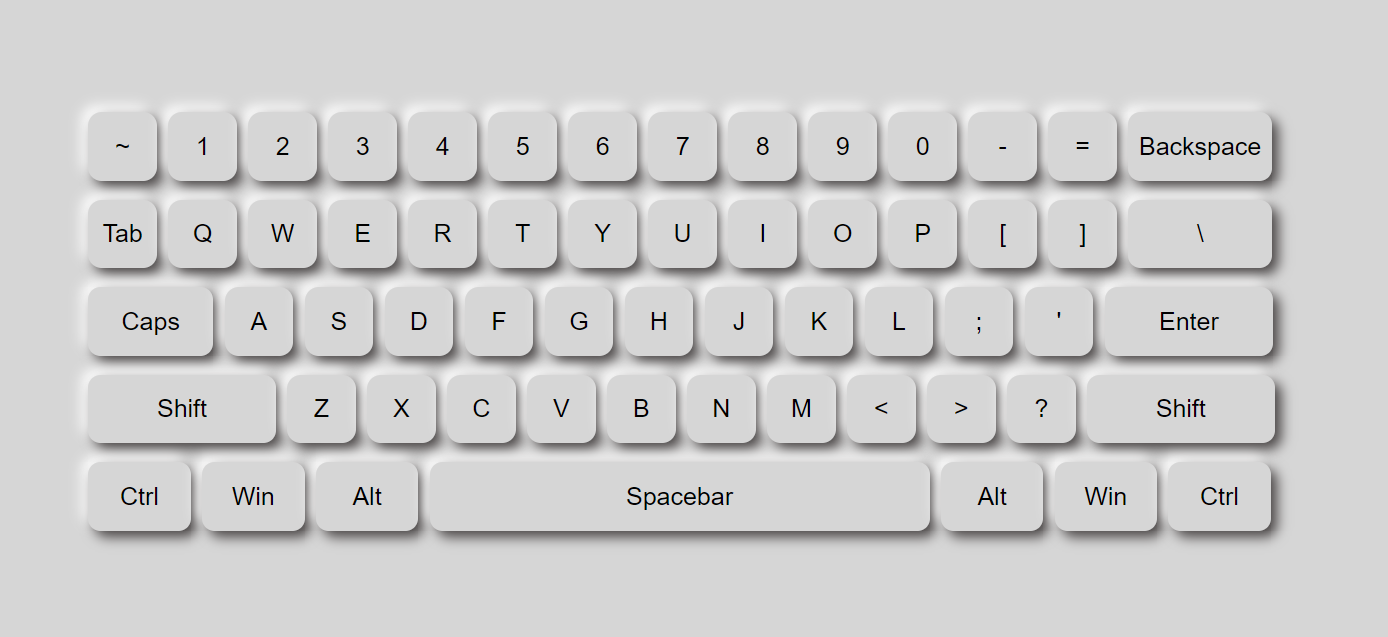 ~ 1 2 3 4 5 6 7 8 9 0 - = Backspace
Tab Q W E R T Y U I O P [ ] \
Caps A S D F G H J K L ; ' Enter
Shift Z X C V B N M < > ? Shift
Ctrl Win Alt Spacebar Alt Win Ctrl